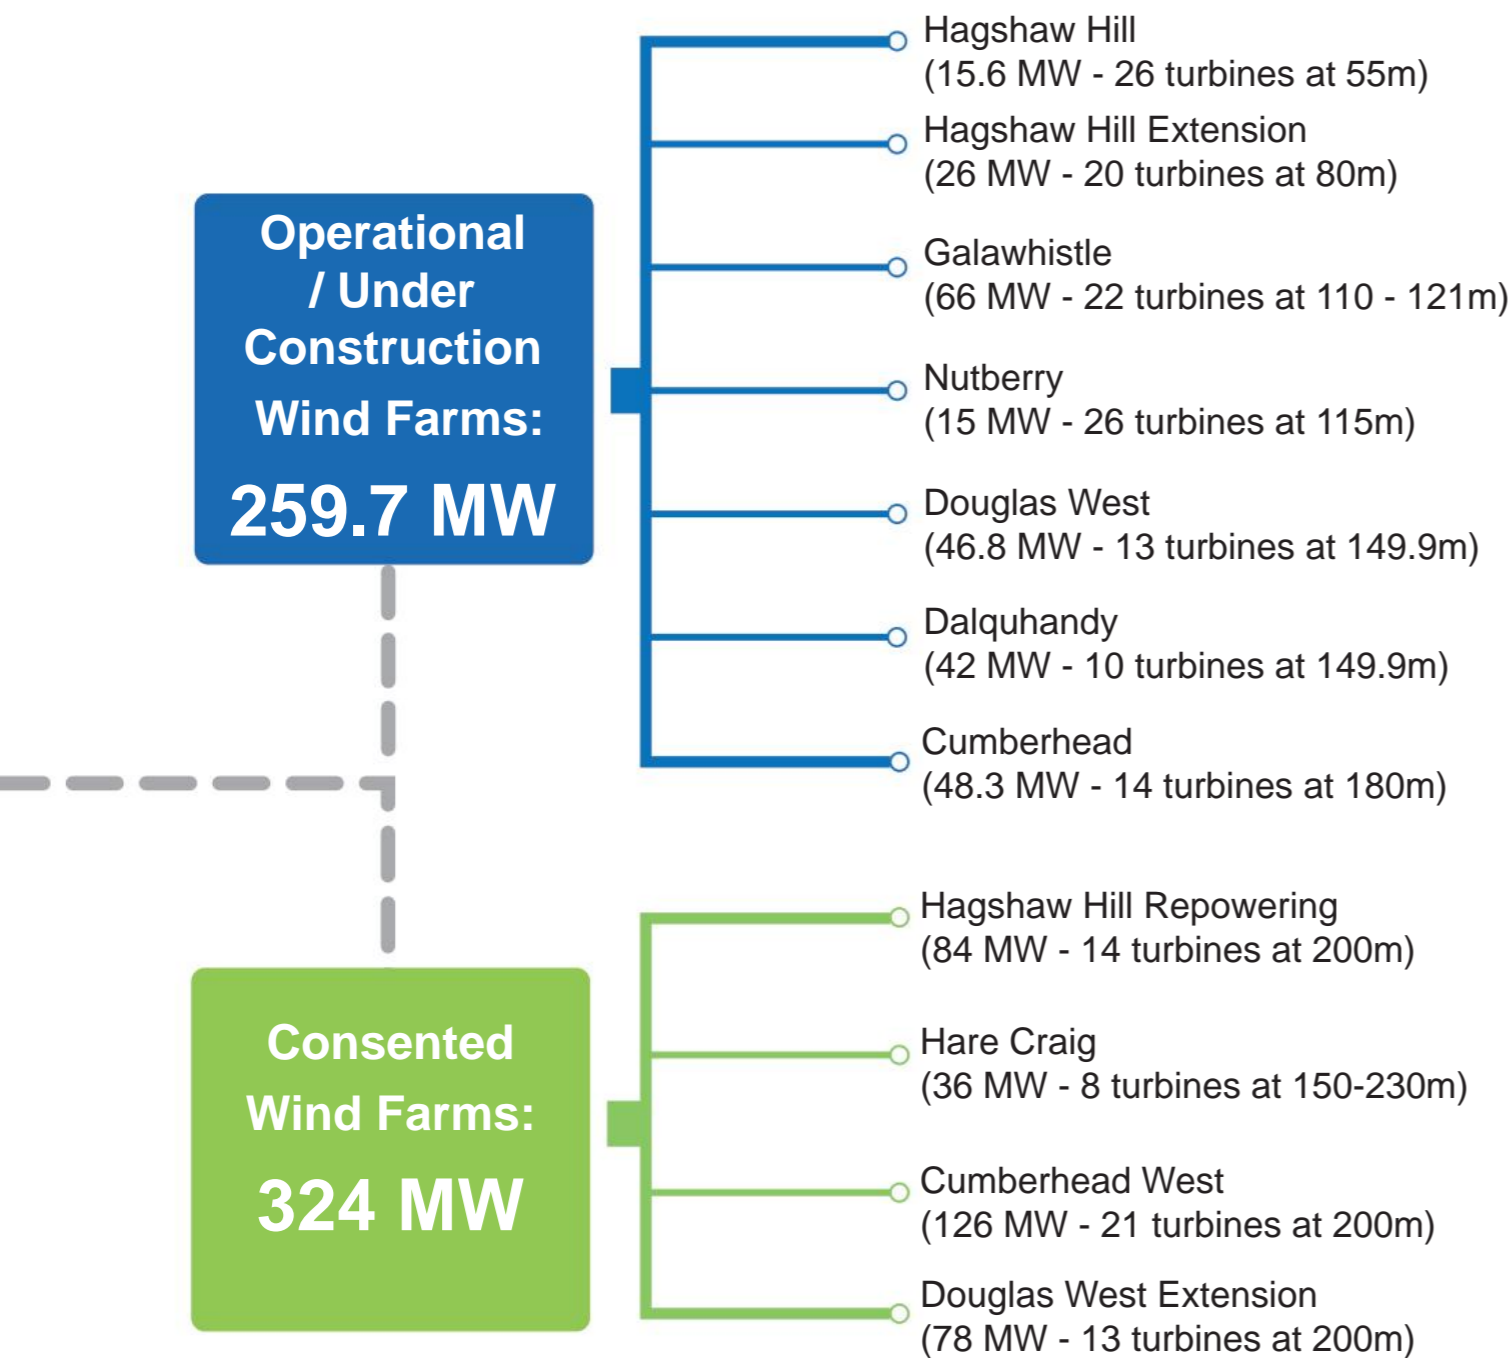 Operational
/ Under
Construction
Wind Farms:
259.7 MW
Hagshaw Hill
(15.6 MW - 26 turbines at 55m)
Hagshaw Hill Extension
(26 MW - 20 turbines at 80m)
Galawhistle
(66 MW - 22 turbines at 110 - 121m)
Nutberry
(15 MW - 26 turbines at 115m)
Douglas West
(46.8 MW - 13 turbines at 149.9m)
Dalquhandy
(42 MW - 10 turbines at 149.9m)
Cumberhead
(48.3 MW - 14 turbines at 180m)
Consented
Wind Farms:
324 MW
Hagshaw Hill Repowering
(84 MW - 14 turbines at 200m)
Hare Craig
(36 MW - 8 turbines at 150-230m)
Cumberhead West
(126 MW - 21 turbines at 200m)
Douglas West Extension
(78 MW - 13 turbines at 200m)